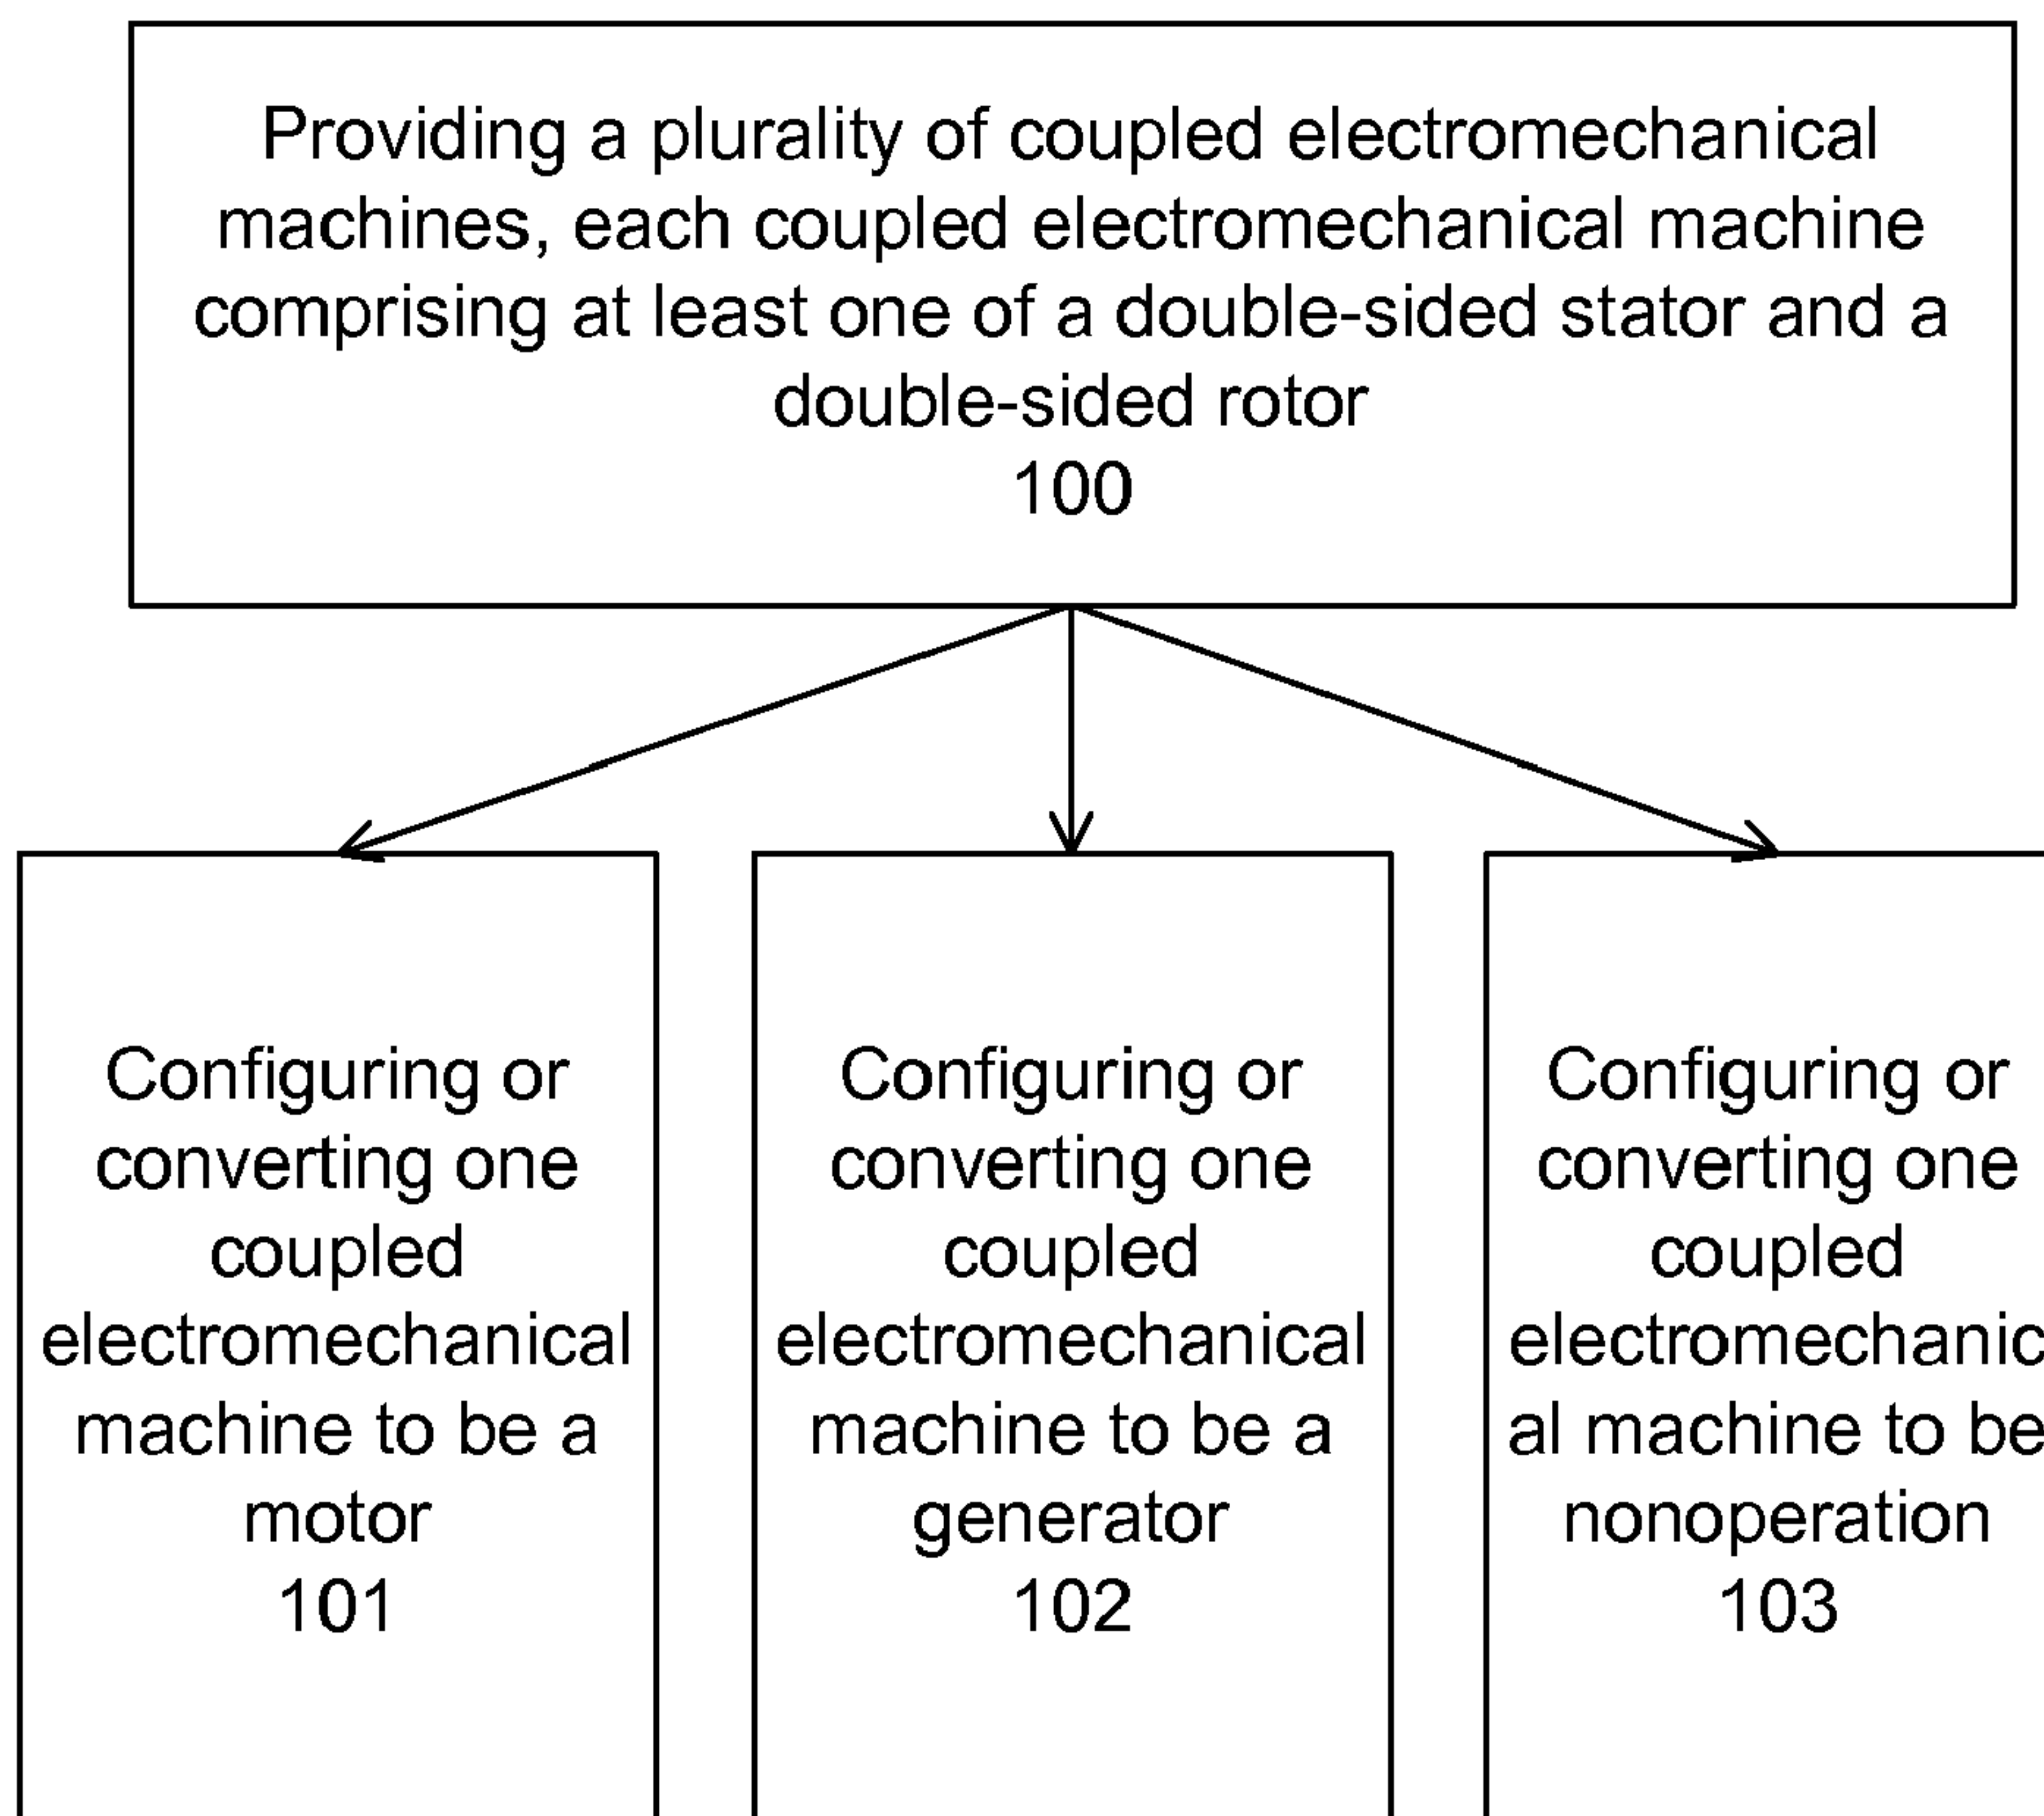 Providing a plurality of coupled electromechanical
machines, each coupled electromechanical machine
comprising at least one of a double-sided stator and a
double-sided rotor
100
Configuring or
converting one
coupled
electromechanical
machine to be a
motor
101
Configuring or
converting one
coupled
electromechanical
machine to be a
generator
102
Configuring or
converting one
coupled
electromechanic
al machine to be
nonoperation
103